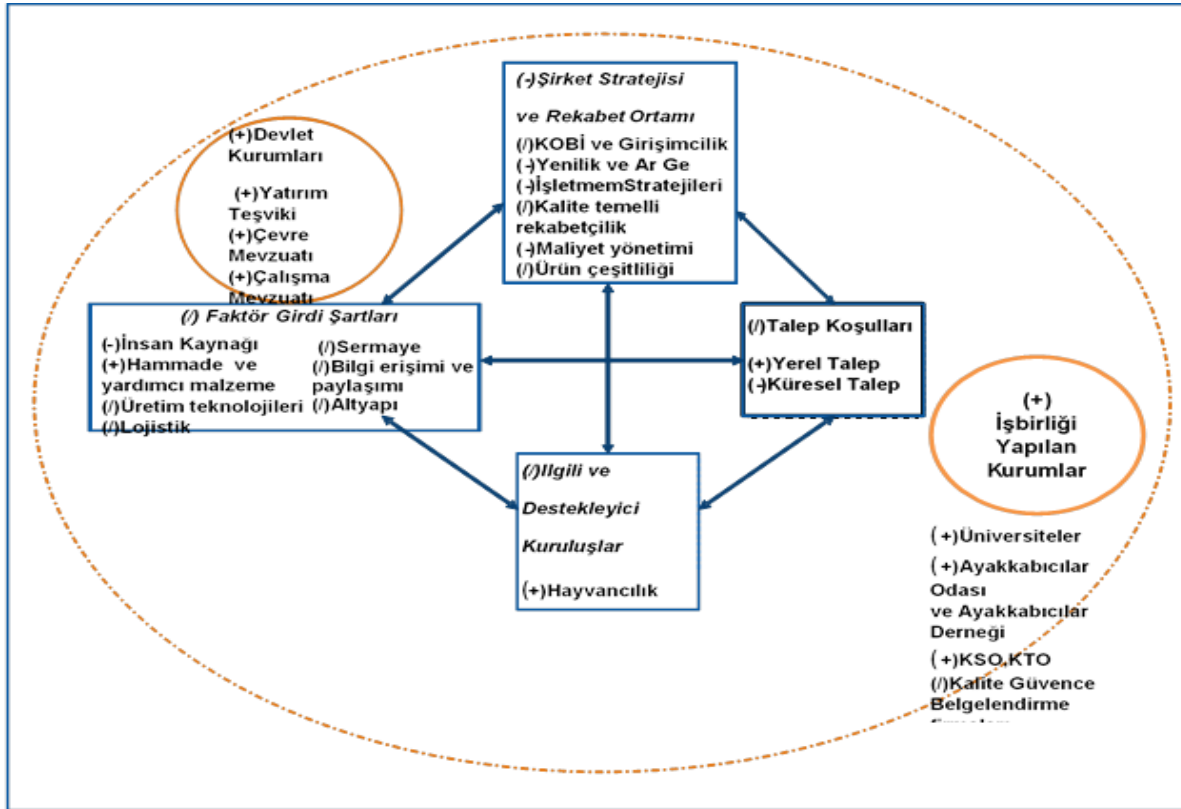 (-)Şirket Stratejisi
ve Rekabet Ortamı
(/)KOBİ ve Girişimcilik
(-)Yenilik ve Ar Ge
(-)İşletmemStratejileri
(/)Kalite temelli
rekabetçilik
(-)Maliyet yönetimi
(/)Ürün çeşitliliği
(+)Devlet
Kurumları
(+)Yatırım
Teşviki
(+)Çevre
Mevzuatı
(+)Çalışma
Mevzuatı
(/) Faktör Girdi Şartları
(-)İnsan Kaynağı
(+)Hammade ve
yardımcı malzeme
(/)Üretim teknolojileri
(/)Lojistik
(/)Sermaye
(/)Bilgi erişimi ve
paylaşımı
(/)Altyapı
(/)Talep Koşulları
(+)Yerel Talep
(-)Küresel Talep
(/)Ilgili ve
Destekleyici
Kuruluşlar
(+)Hayvancılık
(+)
İşbirliği
Yapılan
Kurumlar
(+)Üniversiteler
(+)Ayakkabıcılar
Odası
ve Ayakkabıcılar
Derneği
(+)KSO,KTO
(/)Kalite Güvence
Belgelendirme